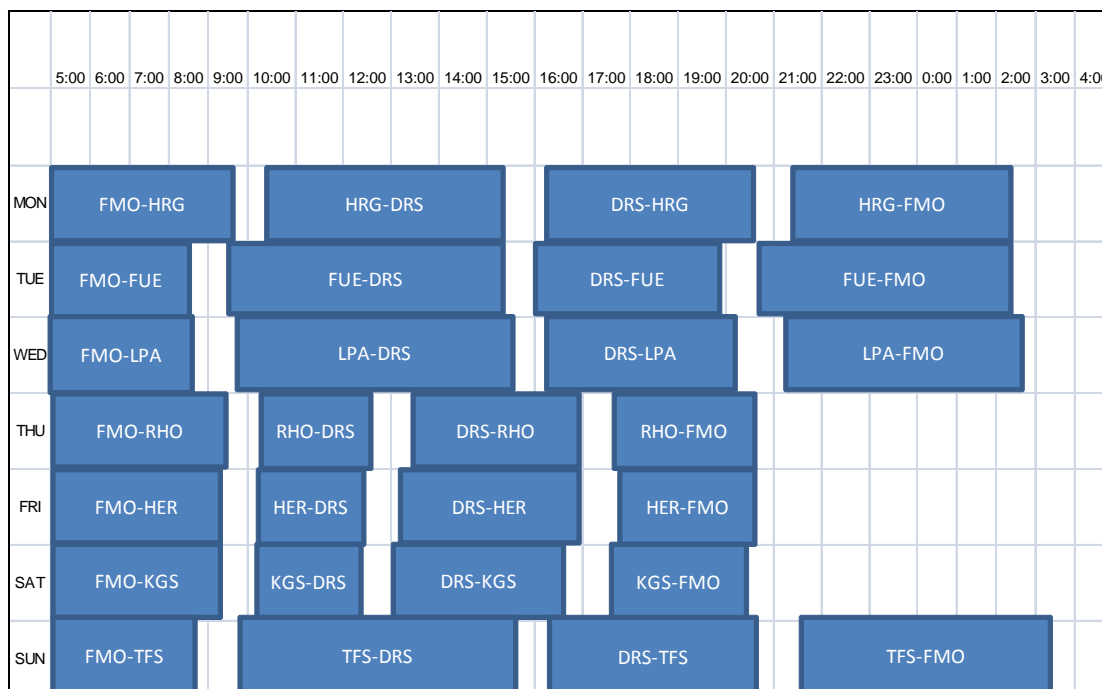 5:00 6:00 7:00 8:00 9:00 10:00 11:00 12:00 13:00 14:00 15:00 16:00 17:00 18:00 19:00 20:00 21:00 22:00 23:00 0:00 1:00 2:00 3:00 4:00
MON FMO-HRG HRG-DRS DRS-HRG HRG-FMO
TUE FMO-FUE FUE-DRS DRS-FUE FUE-FMO
WED FMO-LPA LPA-DRS DRS-LPA LPA-FMO
THU FMO-RHO RHO-DRS DRS-RHO RHO-FMO
FRI FMO-HER HER-DRS DRS-HER HER-FMO
SAT FMO-KGS KGS-DRS DRS-KGS KGS-FMO
SUN FMO-TFS TFS-DRS DRS-TFS TFS-FMO